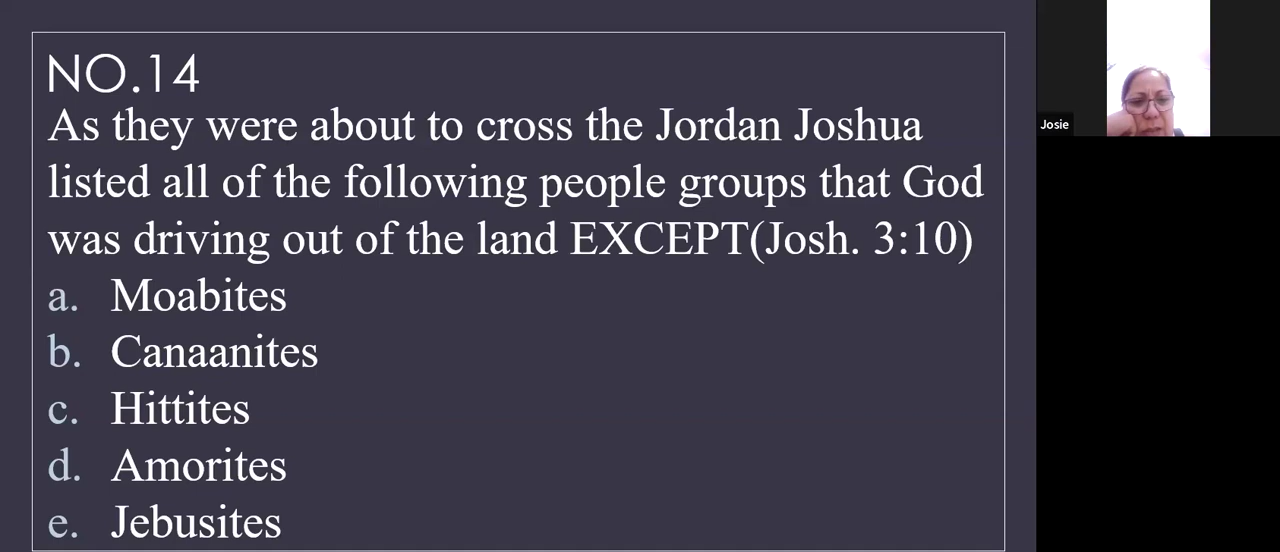 NO.14
As they were about to cross the Jordan Joshua
listed all of the following people groups that God
was driving out of the land EXCEPT(Josh. 3:10)
a. Moabites
b. Canaanites
c. Hittites
d. Amorites
e. Jebusites
Josie